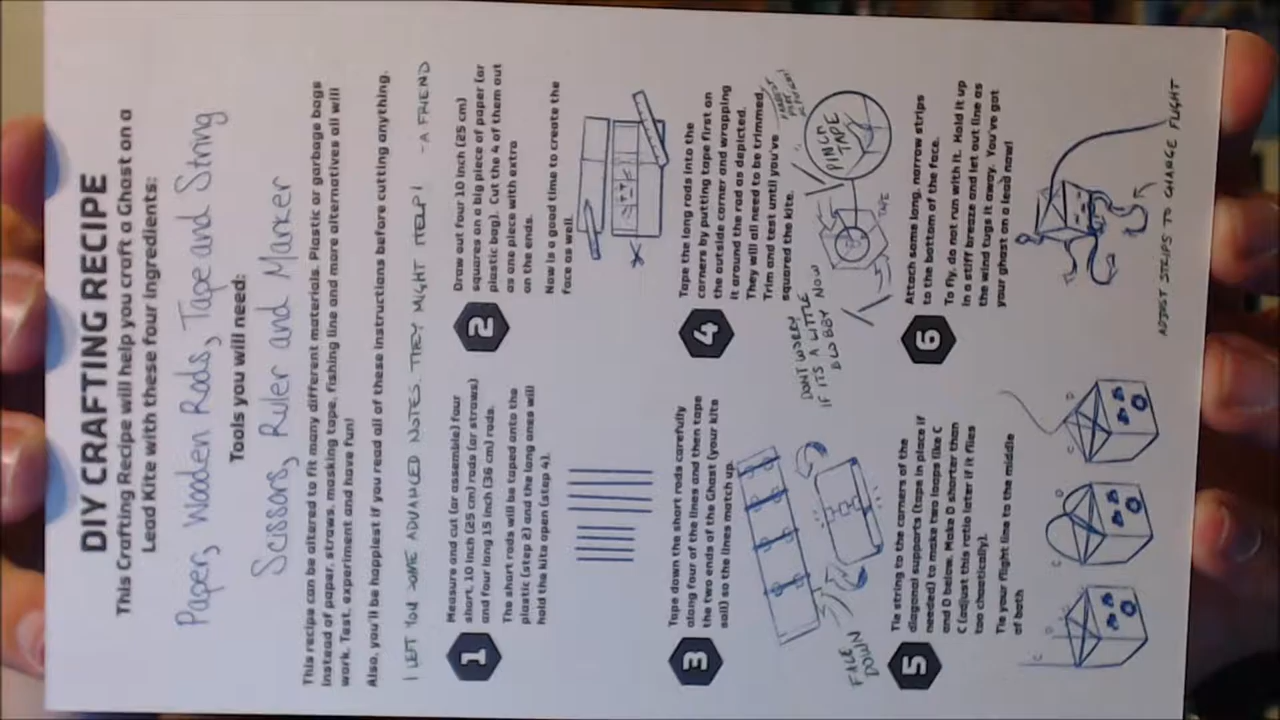 DIY CRAFTING RECIPE
This Crafting Recipe will help you craft a Ghost on a
Lead Kite with these four ingredients:
Paper, Wooden Rods, Tape and String
Tools you will need:
Scissors, Ruler and Marker
This recipe can be altered to fit many different materials. Plastic or garbage bags
instead of paper, straws, masking tape, fishing line and more alternatives all will
work. Test, experiment and have fun!
Also, you'll be happiest if you read all of these instructions before cutting anything.
I LEFT YOU SOME ADVANCED NOTES. THEY MIGHT HELP! - A FRIEND
1
Measure and cut (or assemble) four
short, 10 inch (25 cm) rods (or straws)
and four long 15 inch (36 cm) rods.
The short rods will be taped onto the
plastic (step 2) and the long ones will
hold the kite open (step 4).
2
Draw out four 10 inch (25 cm)
squares on a big piece of paper (or
plastic bag). Cut the 4 of them out
as one piece with extra
on the ends.
Now is a good time to create the
face as well.
3
Tape down the short rods carefully
along four of the lines and then tape
the two ends of the Ghast (your kite's
sail) so the lines match up.
FACE
DOWN
4
Tape the long rods into the
corners by putting tape first on
the outside corner and wrapping
it around the rod as depicted.
They will all need to be trimmed.
Trim and test until you've
squared the kite.
PINCH
TAPE
TAPE
DONT WORRY
IF ITS A LITTLE
BLOBBY NOW
5
Tie string to the corners of the
diagonal supports (tape in place if
needed) to make two loops like C
and D below. Make D shorter than
C (adjust this ratio later if it flies
too chaotically).
Tie your flight line to the middle
of both
C
D
C
D
C
D
6
Attach some long, narrow strips
to the bottom of the face.
To fly, do not run with it. Hold it up
in a stiff breeze and let out line as
the wind tugs it away. You've got
your ghast on a lead now!
ADJUST STRIPS TO CHANGE FLIGHT